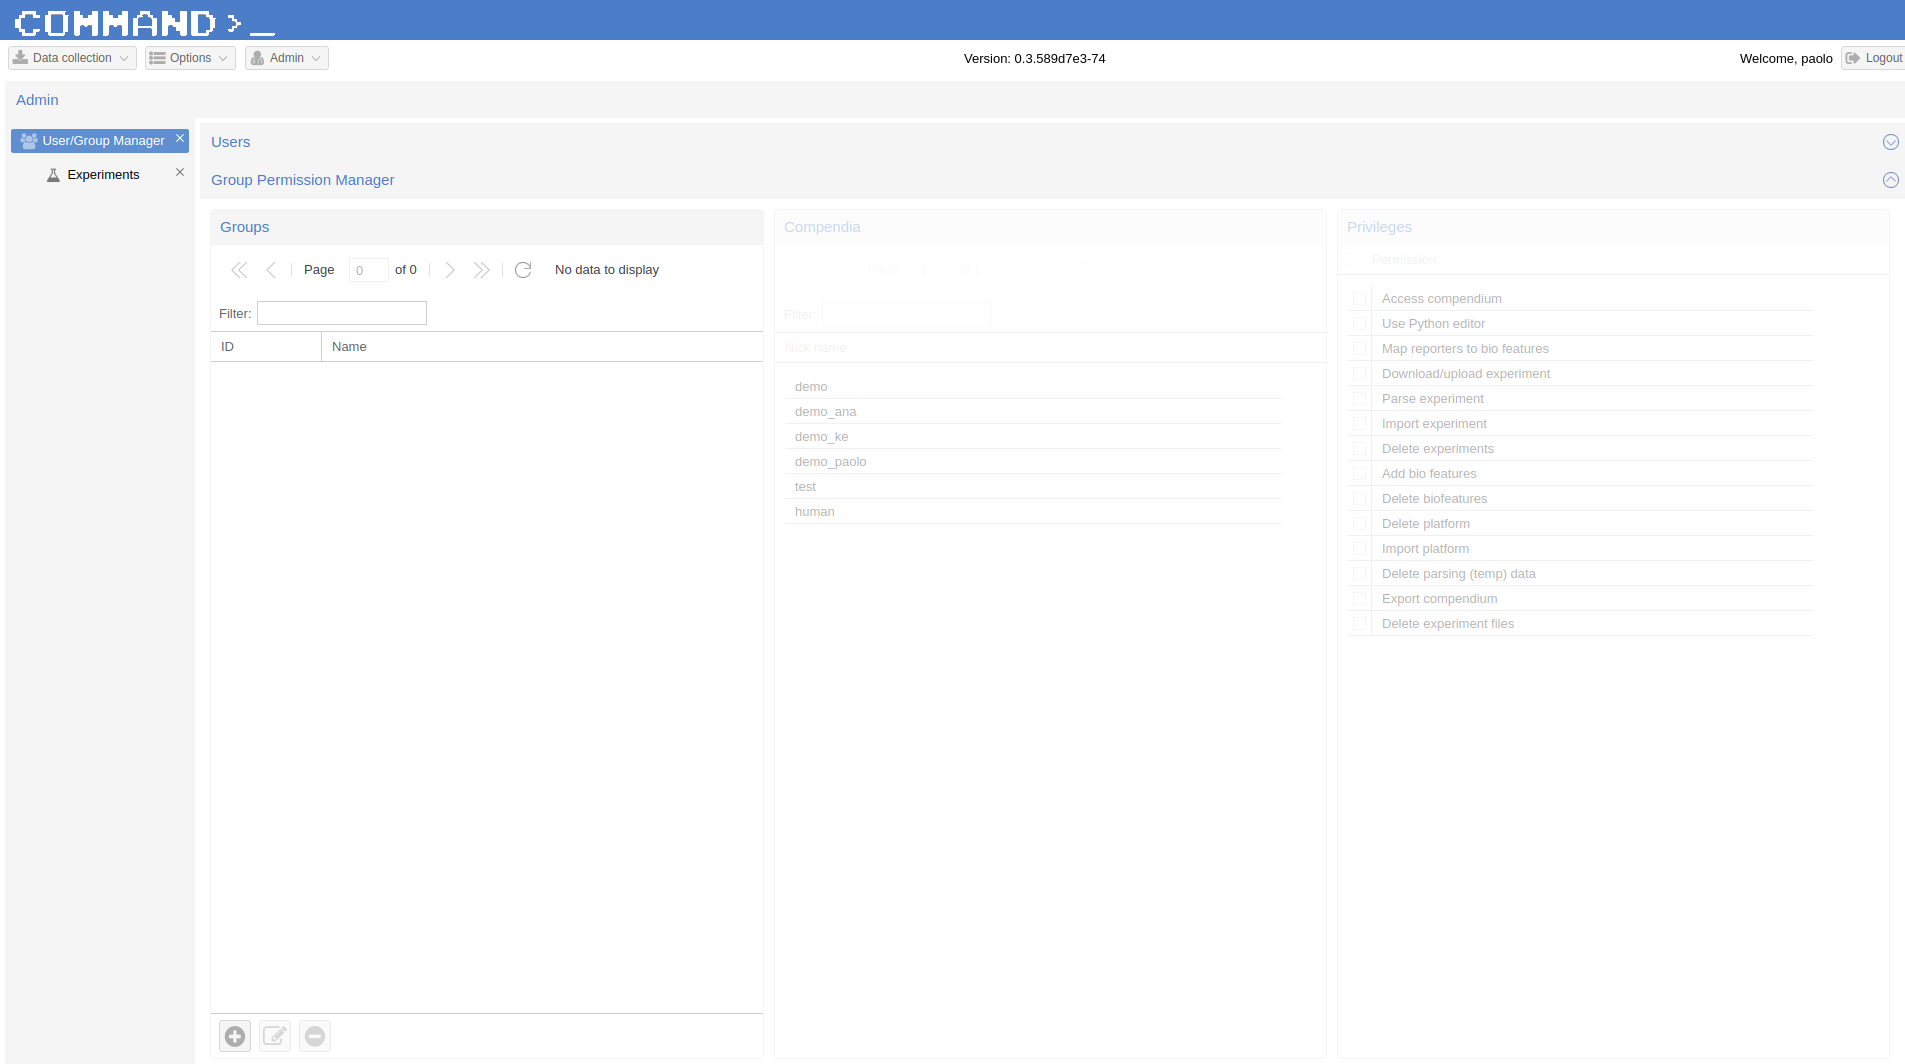 COMMAND>_
Data collection Options Admin Version: 0.3.589d7e3-74 Welcome, paolo Logout
Admin
User/Group Manager
Experiments
Users
Group Permission Manager
Groups
Page 0 of 0 No data to display
Filter:
ID Name
Compendia
Page 1 of 1
Filter:
Nick name
demo
demo_ana
demo_ke
demo_paolo
test
human
Privileges
Permission
Access compendium
Use Python editor
Map reporters to bio features
Download/upload experiment
Parse experiment
Import experiment
Delete experiments
Add bio features
Delete biofeatures
Delete platform
Import platform
Delete parsing (temp) data
Export compendium
Delete experiment files